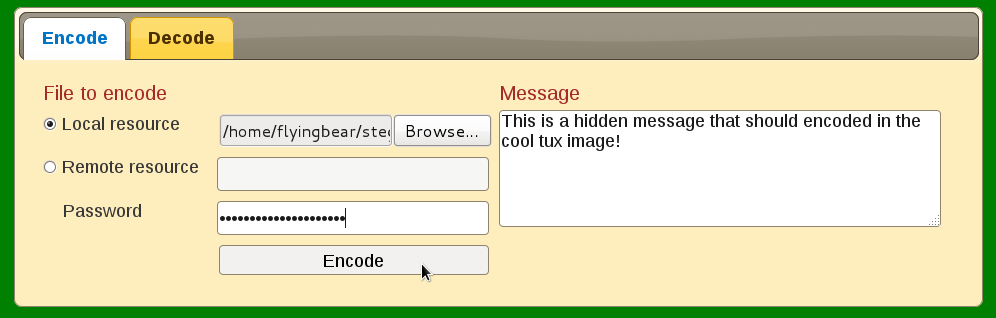 Encode
Decode
File to encode
Message
Local resource
/home/flyingbear/ste
Browse...
This is a hidden message that should encoded in the
cool tux image!
Remote resource
Password
•••••••••••••••••••••
Encode